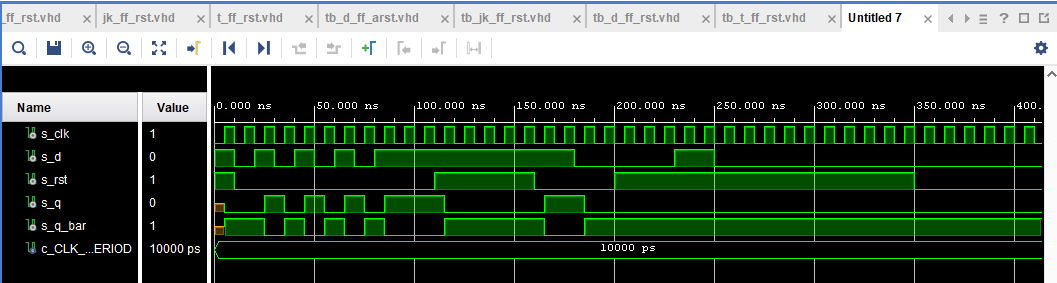 _ff_rst.vhd jk_ff_rst.vhd t_ff_rst.vhd tb_d_ff_arst.vhd tb_jk_ff_rst.vhd tb_d_ff_rst.vhd tb_t_ff_rst.vhd Untitled 7
Name Value
0.000 ns 50.000 ns 100.000 ns 150.000 ns 200.000 ns 250.000 ns 300.000 ns 350.000 ns 400.
s_clk 1
s_d 0
s_rst 1
s_q 0
s_q_bar 1
c_CLK_...ERIOD 10000 ps 10000 ps